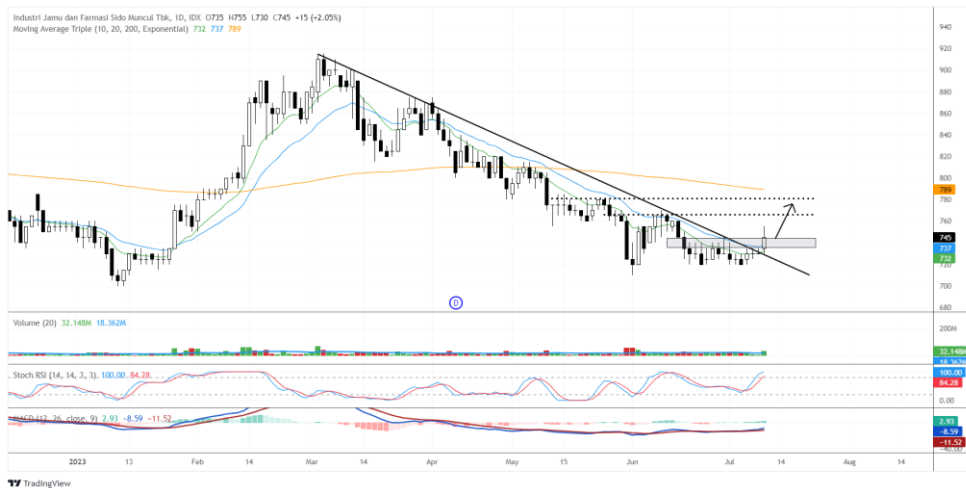 Industri Jamu dan Farmasi Sido Muncul Tbk, 1D, IDX O735 H755 L730 C745 +15 (+2.05%)
Moving Average Triple (10, 20, 200, Exponential) 732 737 789
940
920
900
880
860
840
820
800
789
780
760
745
737
732
720
700
680
D
Volume (20) 32.148M 18.362M
200M
32.148M
18.362M
Stoch RSI (14, 14, 3, 3) 100.00 84.28
100.00
84.28
0.00
MACD (12, 26, close, 9) 2.93 -8.59 -11.52
2.93
-8.59
-11.52
-40.00
2023 13 Feb 14 Mar 14 Apr May 15 Jun Jul 14 Aug 14
TradingView